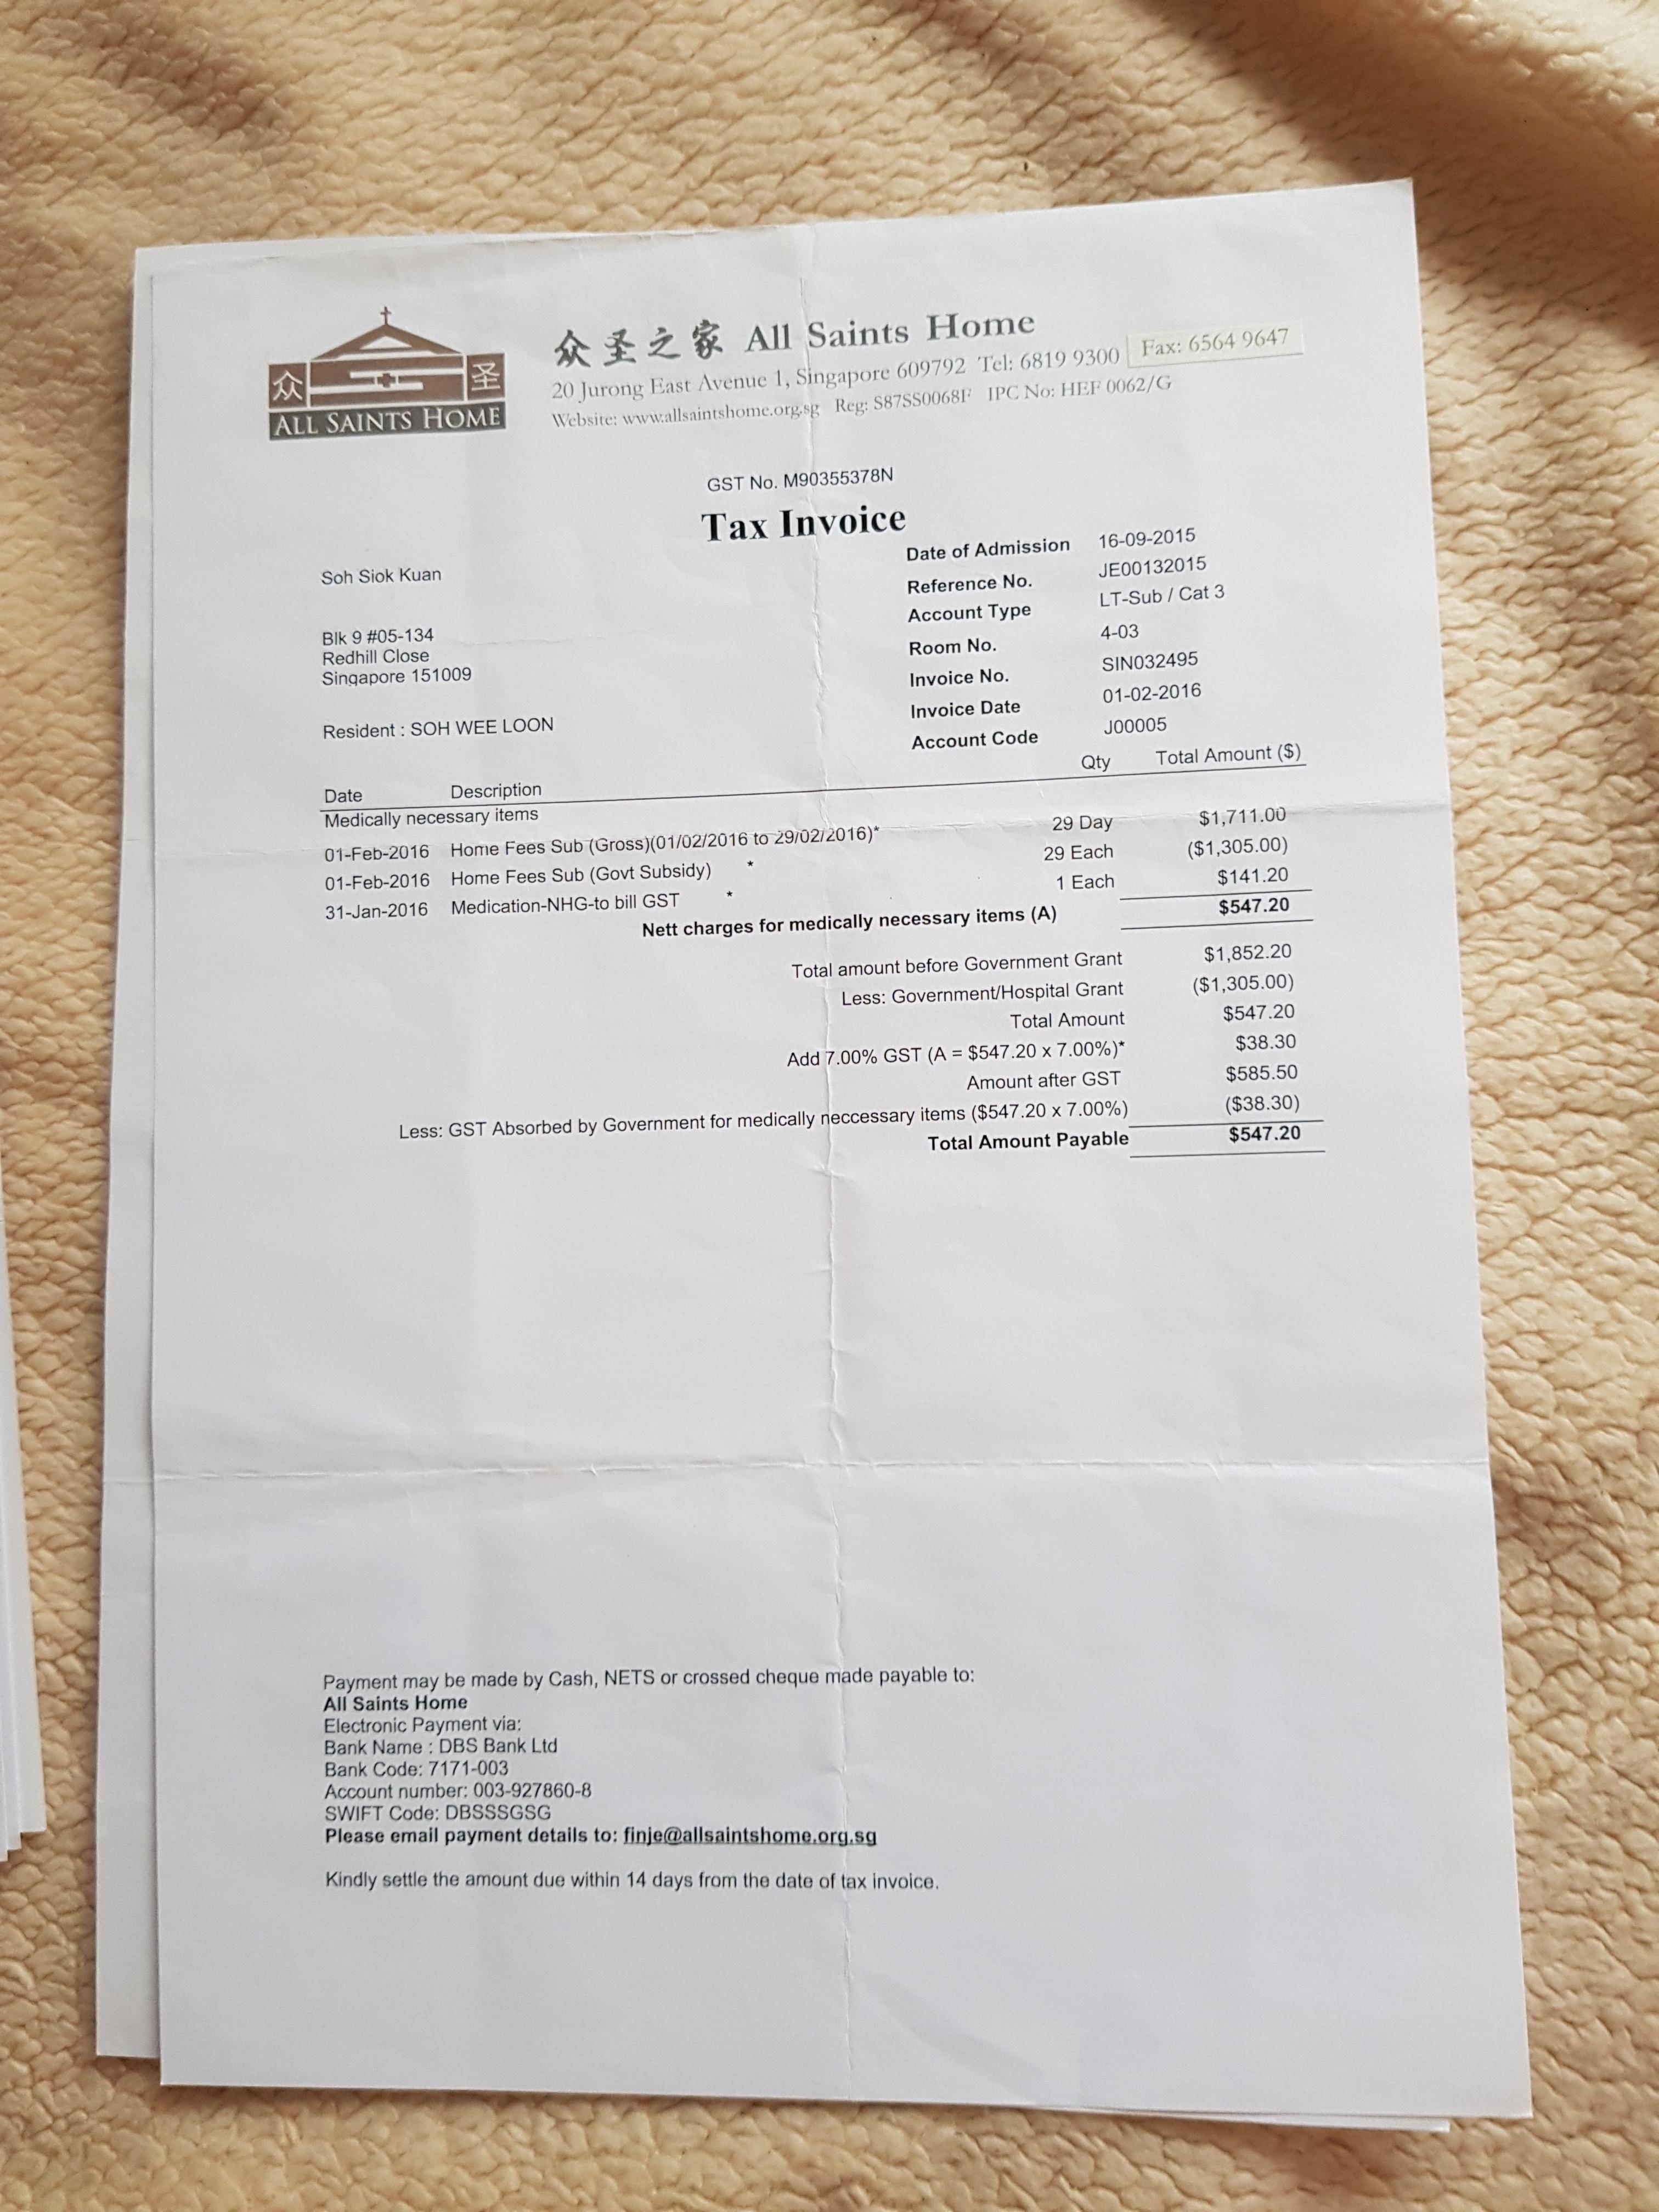 众 圣
ALL SAINTS HOME
众圣之家 All Saints Home
20 Jurong East Avenue 1, Singapore 609792 Tel: 6819 9300 Fax: 6564 9647
Website: www.allsaintshome.org.sg Reg: S87SS0068F IPC No: HEF 0062/G
GST No. M90355378N
Tax Invoice
Soh Siok Kuan
Blk 9 #05-134
Redhill Close
Singapore 151009
Resident : SOH WEE LOON
Date of Admission 16-09-2015
Reference No. JE00132015
Account Type LT-Sub / Cat 3
Room No. 4-03
Invoice No. SIN032495
Invoice Date 01-02-2016
Account Code J00005
Date Description Qty Total Amount ($)
Medically necessary items
01-Feb-2016 Home Fees Sub (Gross)(01/02/2016 to 29/02/2016)* 29 Day $1,711.00
01-Feb-2016 Home Fees Sub (Govt Subsidy) * 29 Each ($1,305.00)
31-Jan-2016 Medication-NHG-to bill GST * 1 Each $141.20
Nett charges for medically necessary items (A) $547.20
Total amount before Government Grant $1,852.20
Less: Government/Hospital Grant ($1,305.00)
Total Amount $547.20
Add 7.00% GST (A = $547.20 x 7.00%)* $38.30
Amount after GST $585.50
Less: GST Absorbed by Government for medically neccessary items ($547.20 x 7.00%) ($38.30)
Total Amount Payable $547.20
Payment may be made by Cash, NETS or crossed cheque made payable to:
All Saints Home
Electronic Payment via:
Bank Name : DBS Bank Ltd
Bank Code: 7171-003
Account number: 003-927860-8
SWIFT Code: DBSSSGSG
Please email payment details to: finje@allsaintshome.org.sg
Kindly settle the amount due within 14 days from the date of tax invoice.